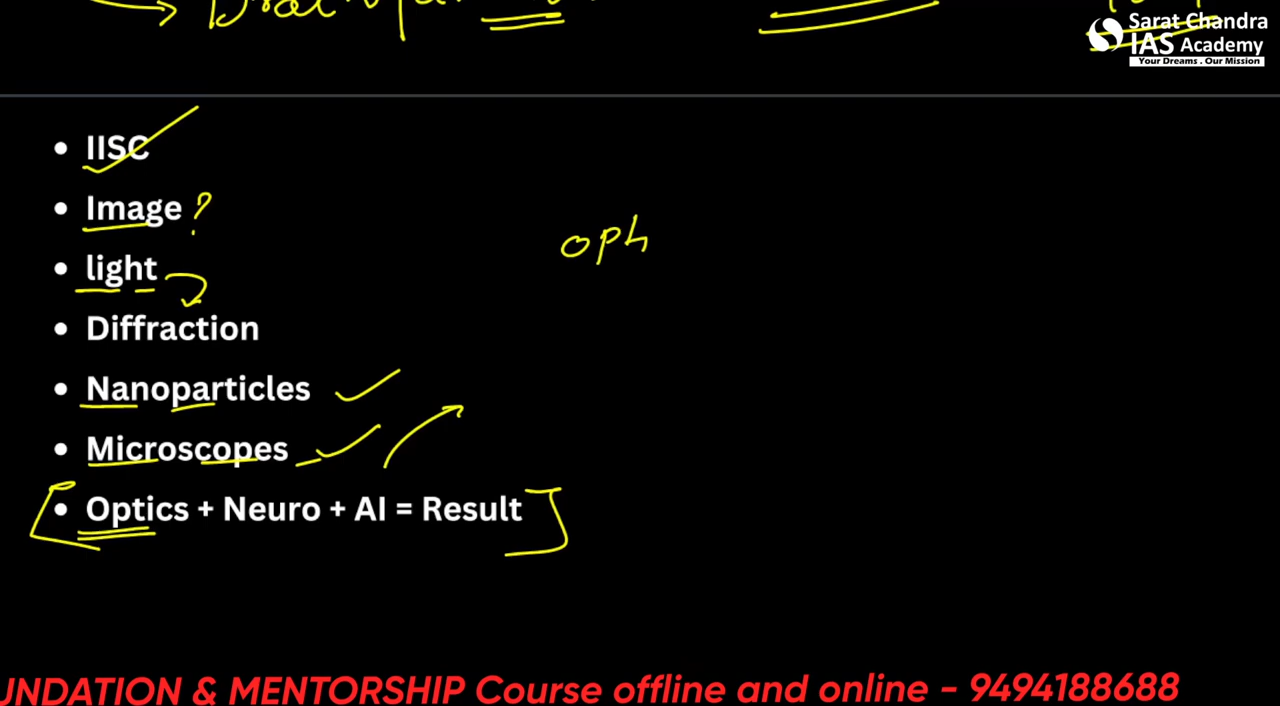 Sarat Chandra
IAS Academy
Your Dreams . Our Mission
• IISC
• Image ?
• light
• Diffraction
oph
• Nanoparticles
• Microscopes
• Optics + Neuro + AI = Result
UNDATION & MENTORSHIP Course offline and online - 9494188688